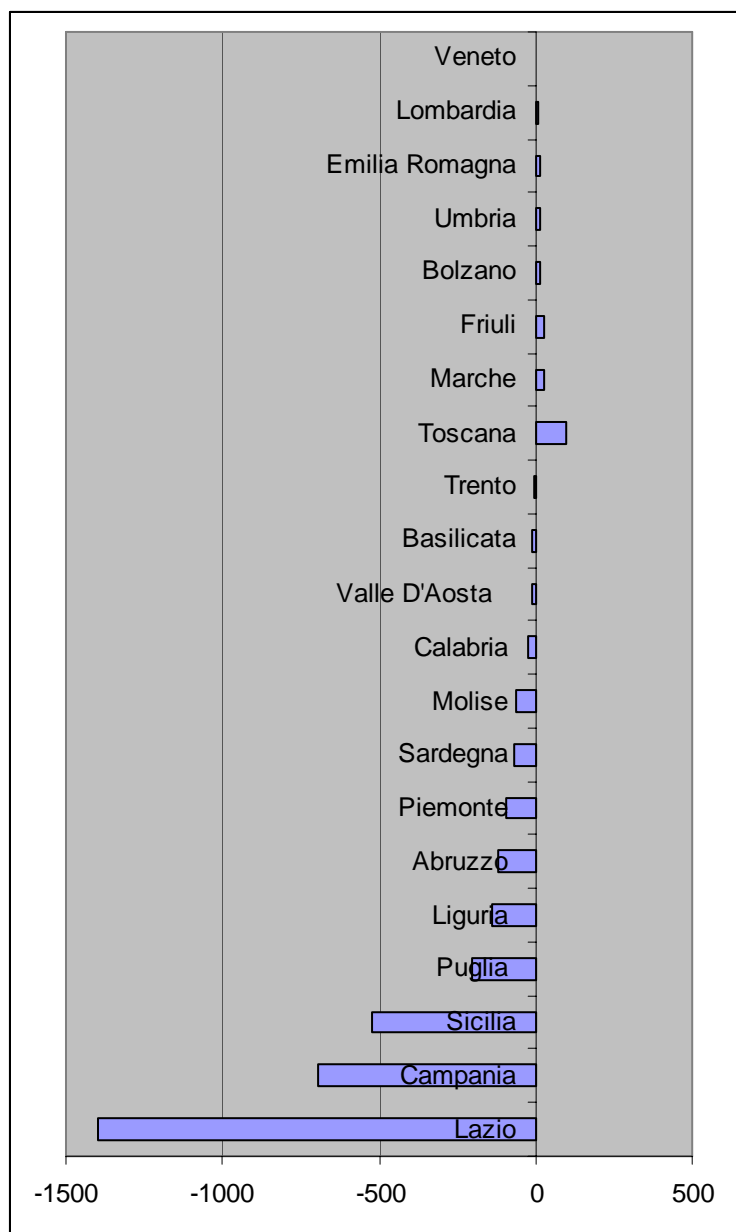 Veneto
Lombardia
Emilia Romagna
Umbria
Bolzano
Friuli
Marche
Toscana
Trento
Basilicata
Valle D'Aosta
Calabria
Molise
Sardegna
Piemonte
Abruzzo
Liguria
Puglia
Sicilia
Campania
Lazio
-1500 -1000 -500 0 500